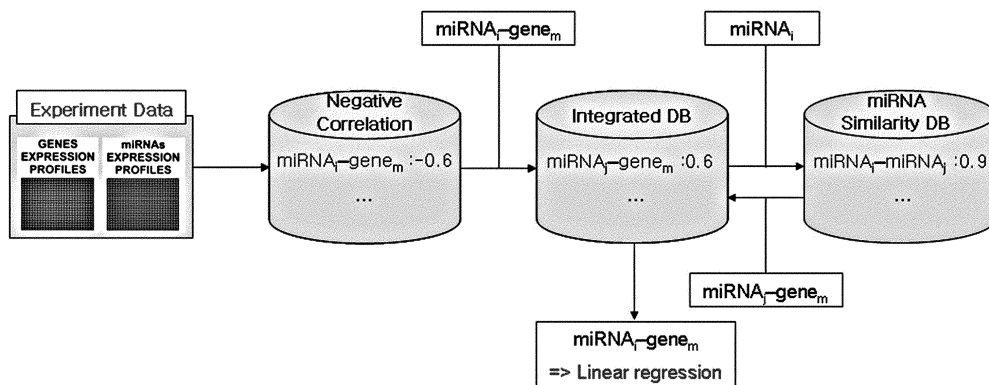 miRNAᵢ–geneₘ
miRNAᵢ
Experiment Data
GENES
EXPRESSION
PROFILES
miRNAs
EXPRESSION
PROFILES
Negative
Correlation
miRNAᵢ–geneₘ :-0.6
...
Integrated DB
miRNAⱼ–geneₘ :0.6
...
miRNA
Similarity DB
miRNAᵢ–miRNAⱼ :0.9
...
miRNAⱼ–geneₘ
miRNAᵢ–geneₘ
=> Linear regression